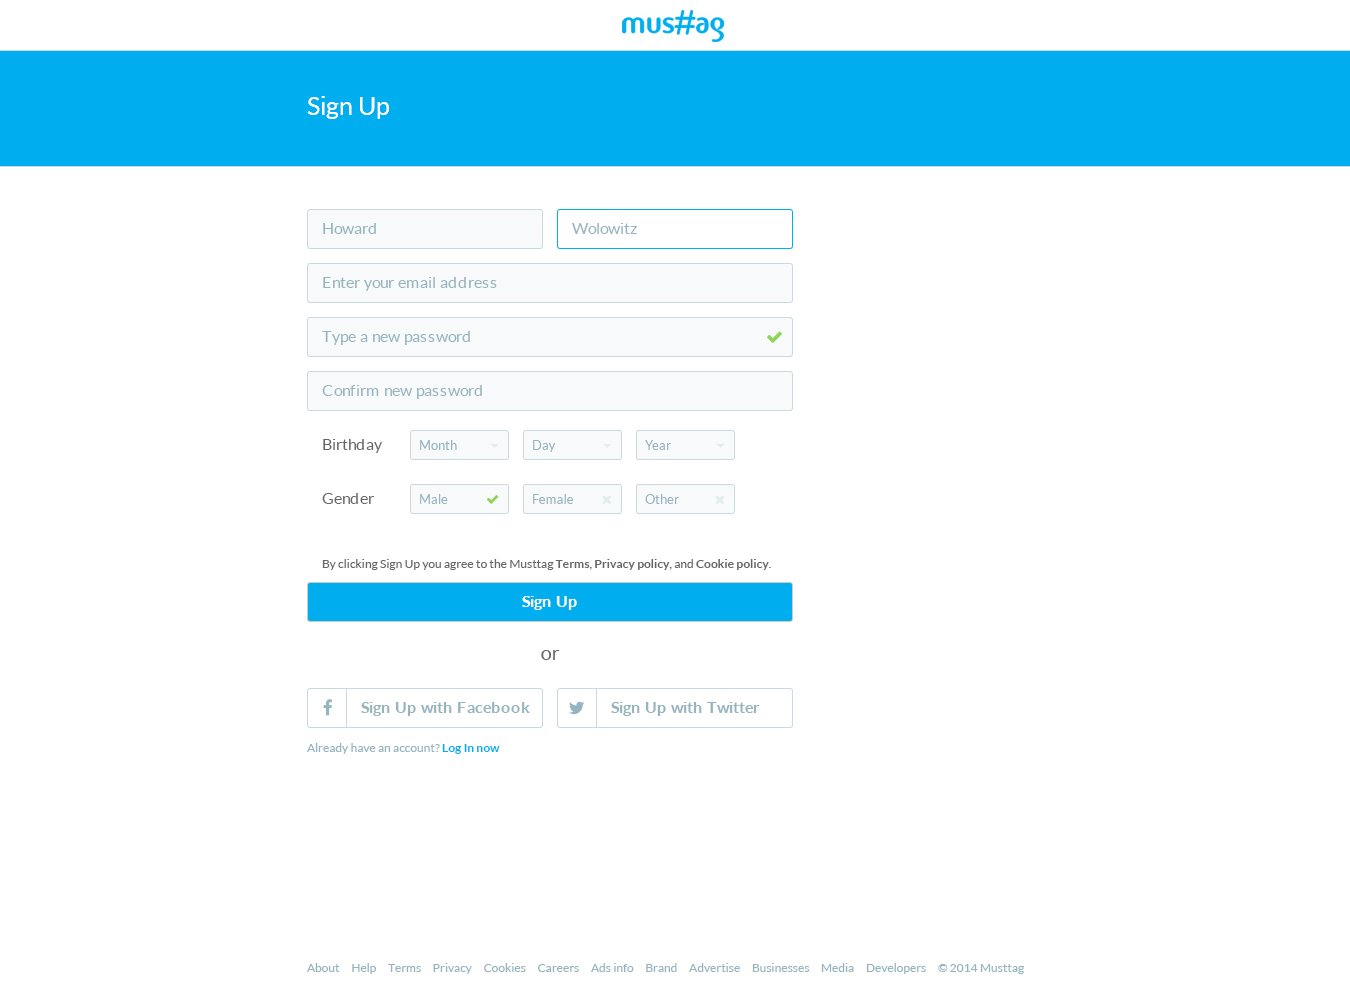 mus#ag
Sign Up
Howard Wolowitz
Enter your email address
Type a new password
Confirm new password
Birthday Month Day Year
Gender Male Female Other
By clicking Sign Up you agree to the Musttag Terms, Privacy policy, and Cookie policy.
Sign Up
or
Sign Up with Facebook Sign Up with Twitter
Already have an account? Log In now
About Help Terms Privacy Cookies Careers Ads info Brand Advertise Businesses Media Developers © 2014 Musttag